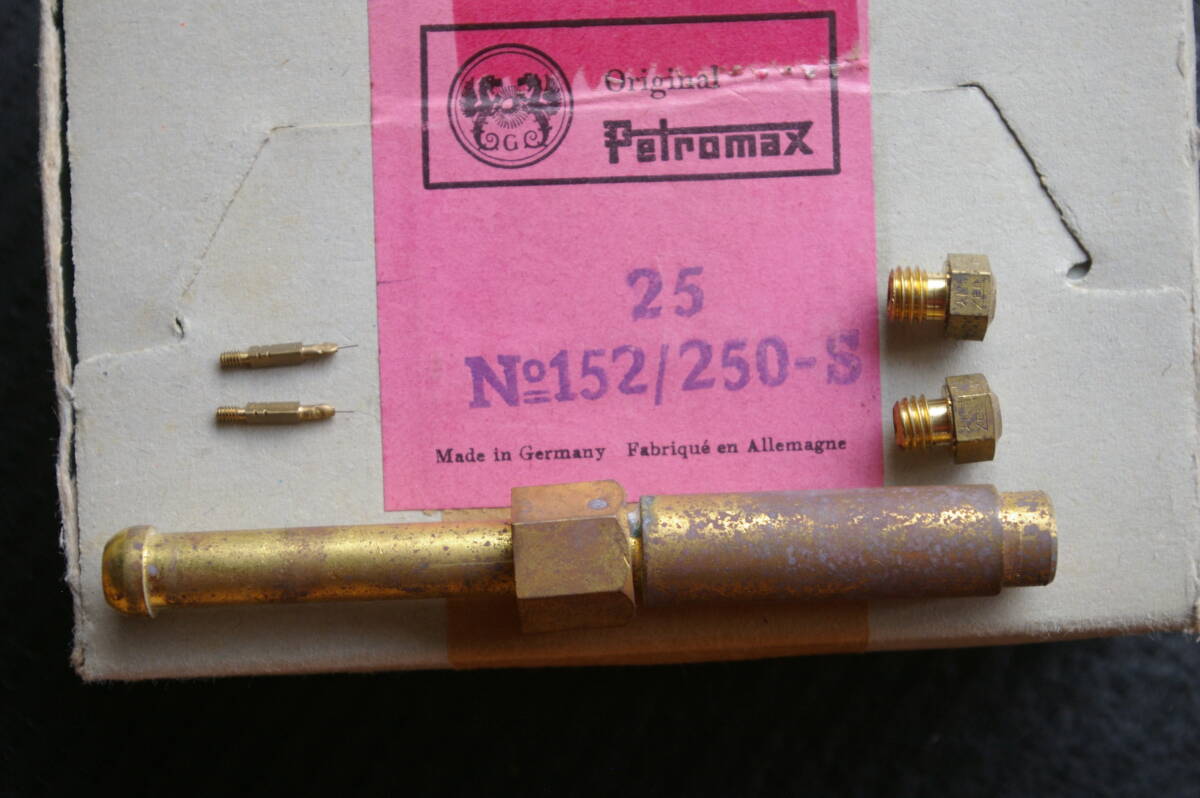 Original
G
Petromax
25
№152/250-S
Made in Germany Fabriqué en Allemagne